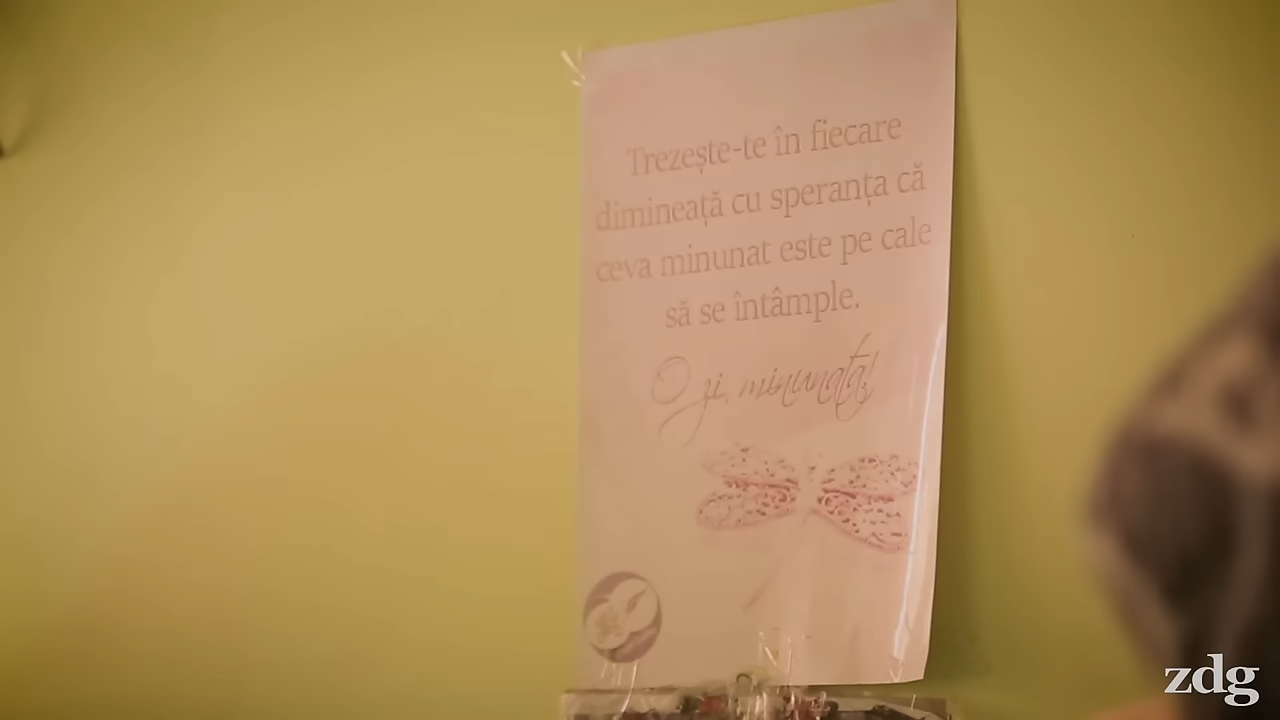 Trezește-te în fiecare
dimineață cu speranța că
ceva minunat este pe cale
să se întâmple.
O zi minunată!
zdg